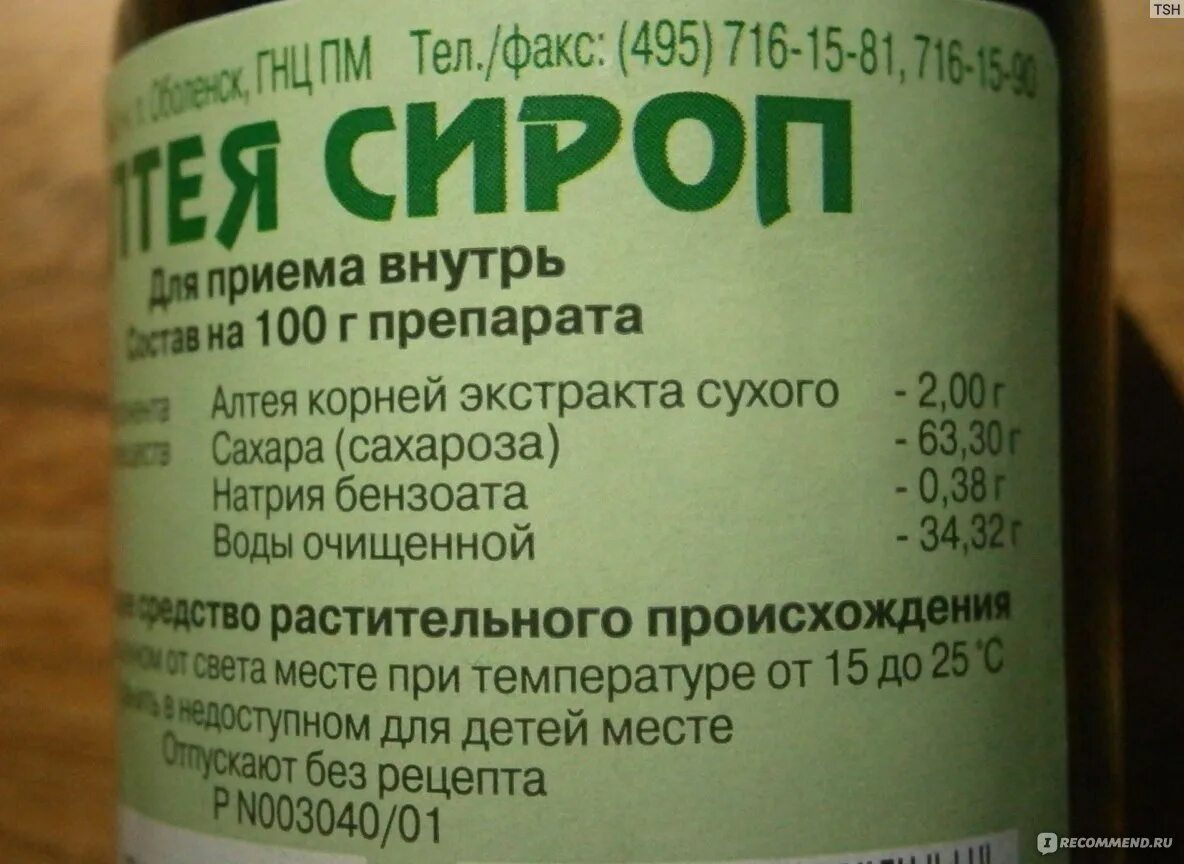 TSH
п. Оболенск, ГНЦ ПМ Тел./факс: (495) 716-15-81, 716-15-90
ЛТЕЯ СИРОП
Для приема внутрь
Состав на 100 г препарата
Алтея корней экстракта сухого - 2,00 г
Сахара (сахароза) - 63,30 г
Натрия бензоата - 0,38 г
Воды очищенной - 34,32 г
средство растительного происхождения
от света месте при температуре от 15 до 25 °С
в недоступном для детей месте
Отпускают без рецепта
Р N003040/01
IRECOMMEND.RU